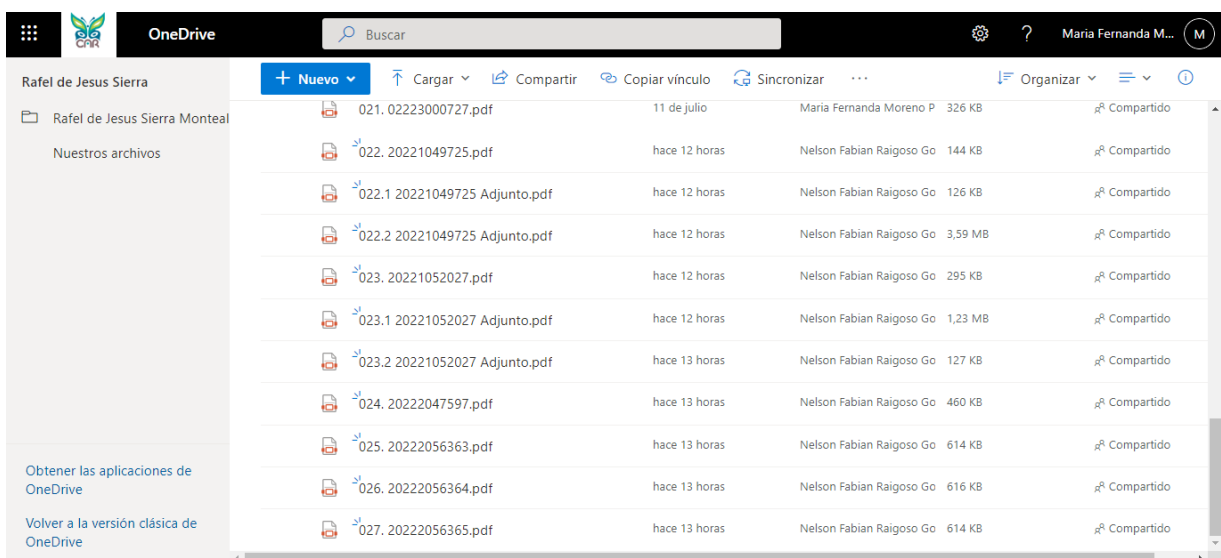 CAR
OneDrive
Buscar
?
Maria Fernanda M...
M
Rafel de Jesus Sierra
Rafel de Jesus Sierra Monteal
Nuestros archivos
Obtener las aplicaciones de
OneDrive
Volver a la versión clásica de
OneDrive
+ Nuevo
Cargar
Compartir
Copiar vínculo
Sincronizar
...
Organizar
021. 02223000727.pdf 11 de julio Maria Fernanda Moreno P 326 KB Compartido
022. 20221049725.pdf hace 12 horas Nelson Fabian Raigoso Go 144 KB Compartido
022.1 20221049725 Adjunto.pdf hace 12 horas Nelson Fabian Raigoso Go 126 KB Compartido
022.2 20221049725 Adjunto.pdf hace 12 horas Nelson Fabian Raigoso Go 3,59 MB Compartido
023. 20221052027.pdf hace 12 horas Nelson Fabian Raigoso Go 295 KB Compartido
023.1 20221052027 Adjunto.pdf hace 12 horas Nelson Fabian Raigoso Go 1,23 MB Compartido
023.2 20221052027 Adjunto.pdf hace 13 horas Nelson Fabian Raigoso Go 127 KB Compartido
024. 20222047597.pdf hace 13 horas Nelson Fabian Raigoso Go 460 KB Compartido
025. 20222056363.pdf hace 13 horas Nelson Fabian Raigoso Go 614 KB Compartido
026. 20222056364.pdf hace 13 horas Nelson Fabian Raigoso Go 616 KB Compartido
027. 20222056365.pdf hace 13 horas Nelson Fabian Raigoso Go 614 KB Compartido